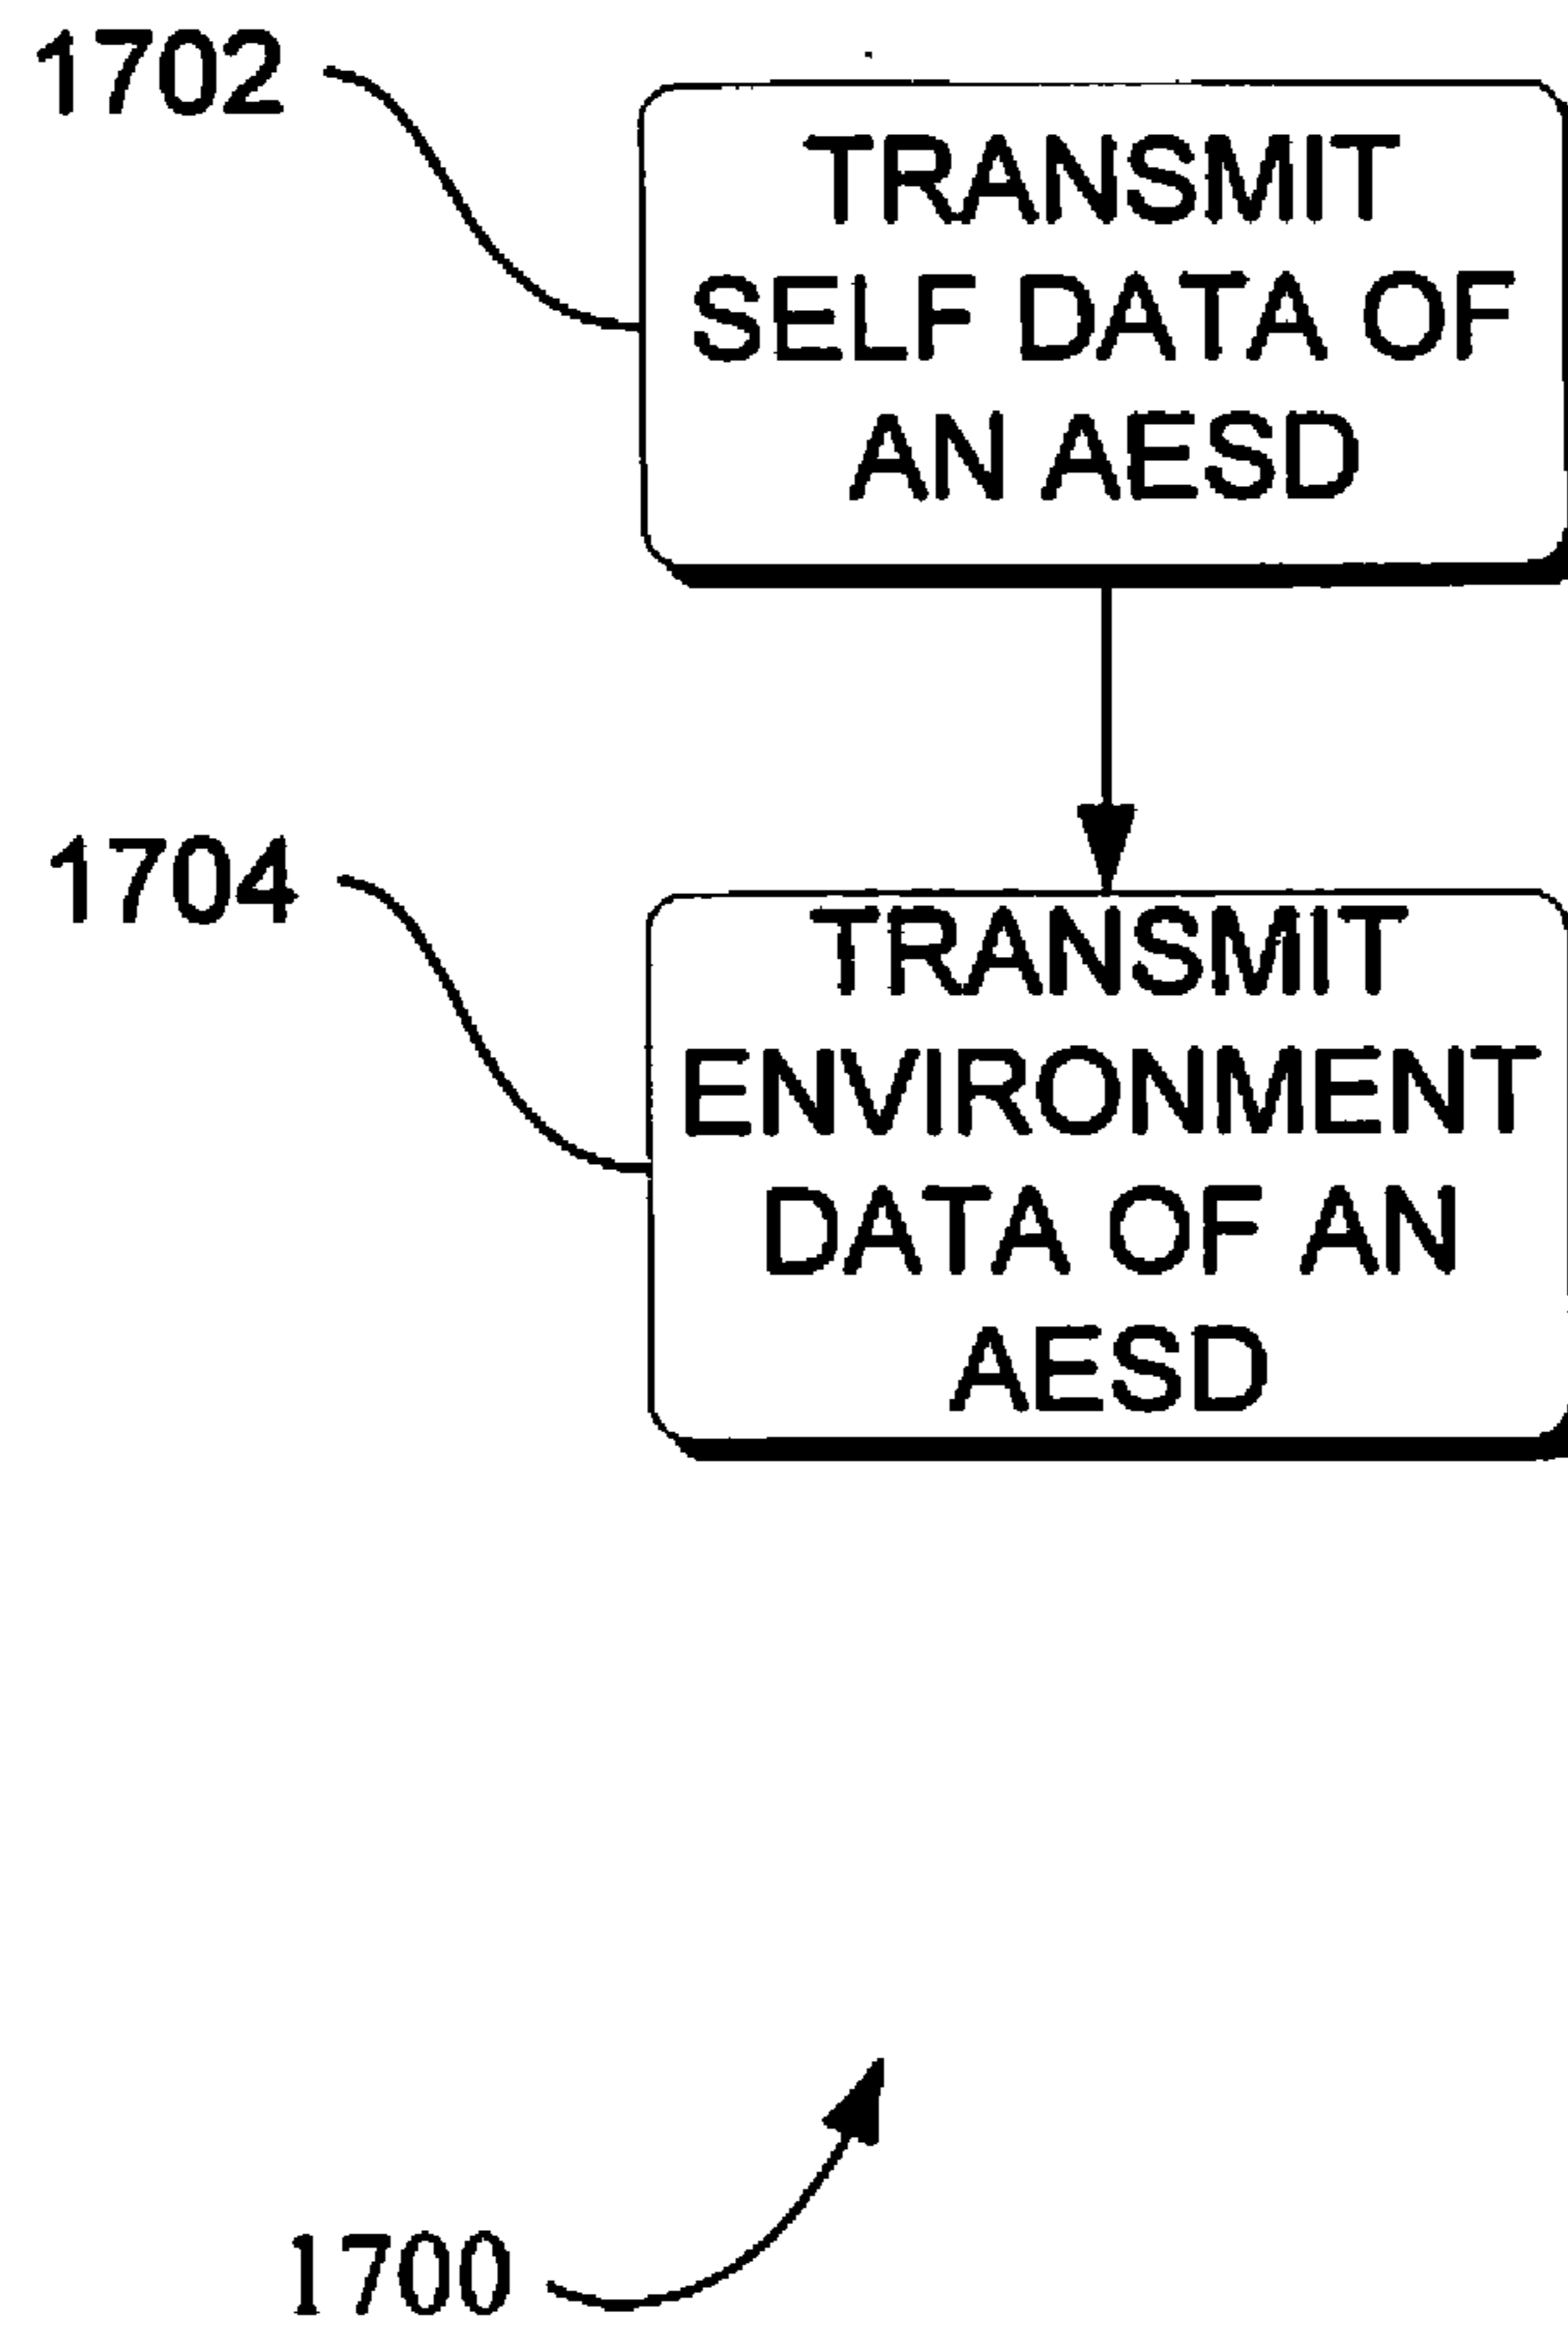 1702
TRANSMIT
SELF DATA OF
AN AESD
1704
TRANSMIT
ENVIRONMENT
DATA OF AN
AESD
1700